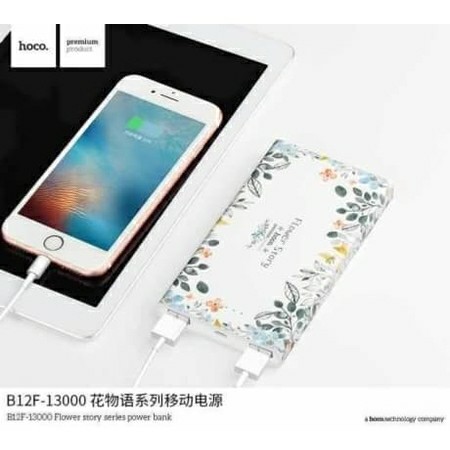 hoco.
premium
product
Flower Story
hoco.
B12F-13000 花物语系列移动电源
B12F-13000 Flower story series power bank
a hoco.technology company